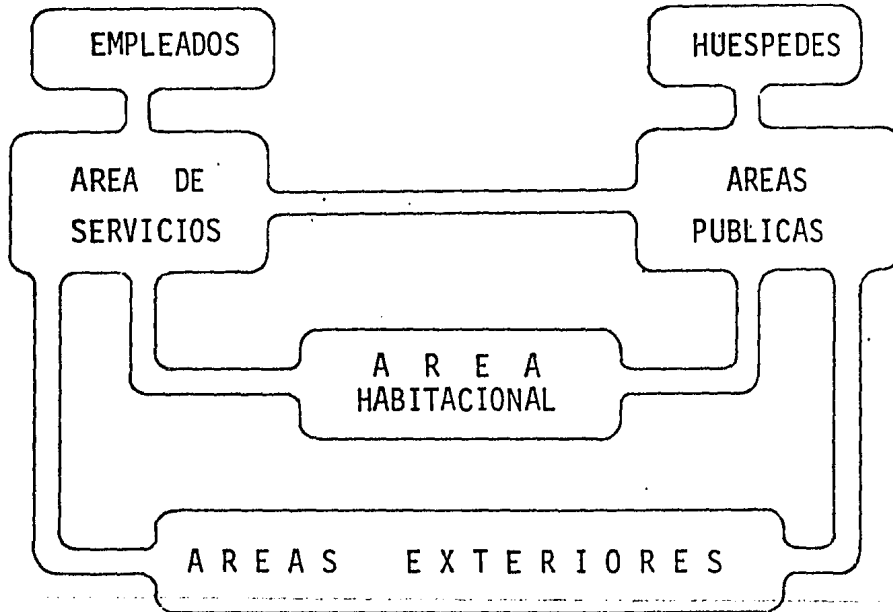 EMPLEADOS
HUESPEDES
AREA DE
SERVICIOS
AREAS
PUBLICAS
A R E A
HABITACIONAL
A R E A S   E X T E R I O R E S